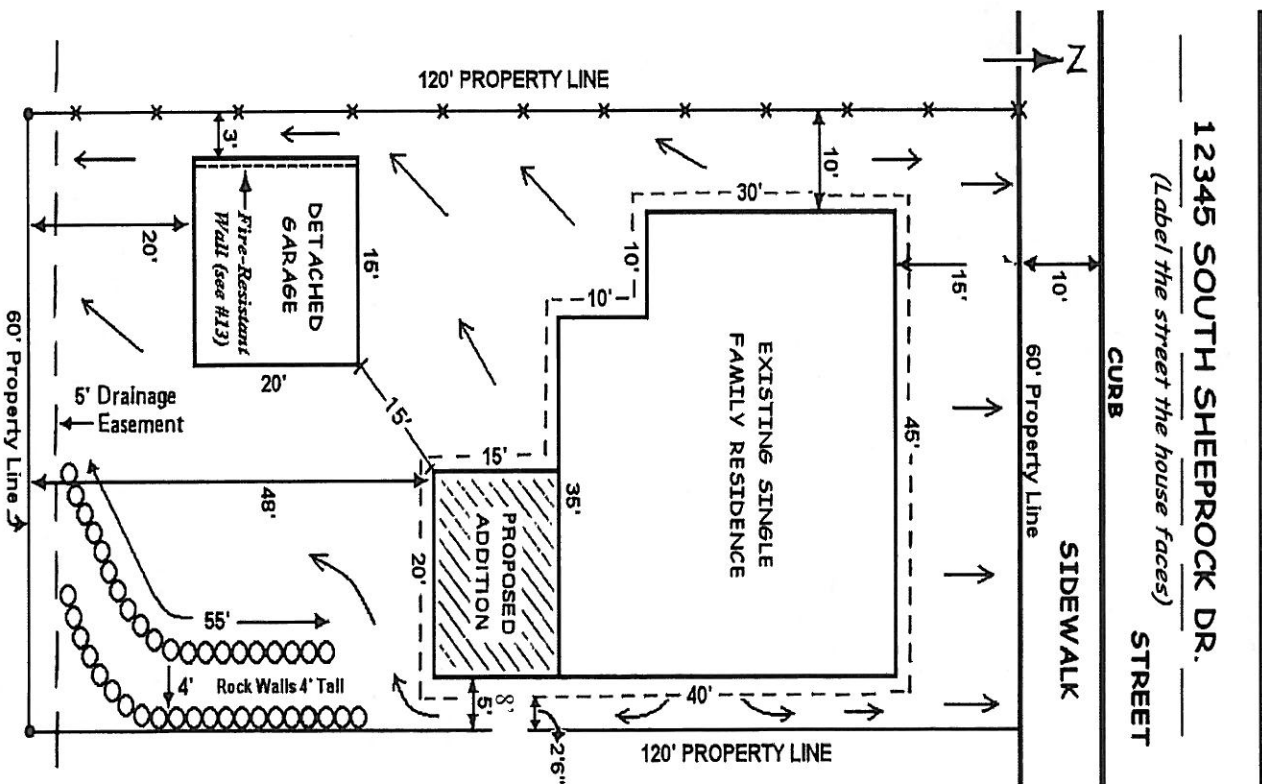 12345 SOUTH SHEEPROCK DR.
(Label the street the house faces)
STREET
CURB
SIDEWALK
10'
Z
60' Property Line
120' PROPERTY LINE
10'
15'
30'
45'
10'
10'
EXISTING SINGLE
FAMILY RESIDENCE
40'
35'
15'
PROPOSED
ADDITION
20'
5'
8"
2'6"
120' PROPERTY LINE
3'
DETACHED
GARAGE
15'
Fire-Resistant
Wall (see #13)
20'
20'
15'
48'
5' Drainage
Easement
55'
4'
Rock Walls 4' Tall
60' Property Line